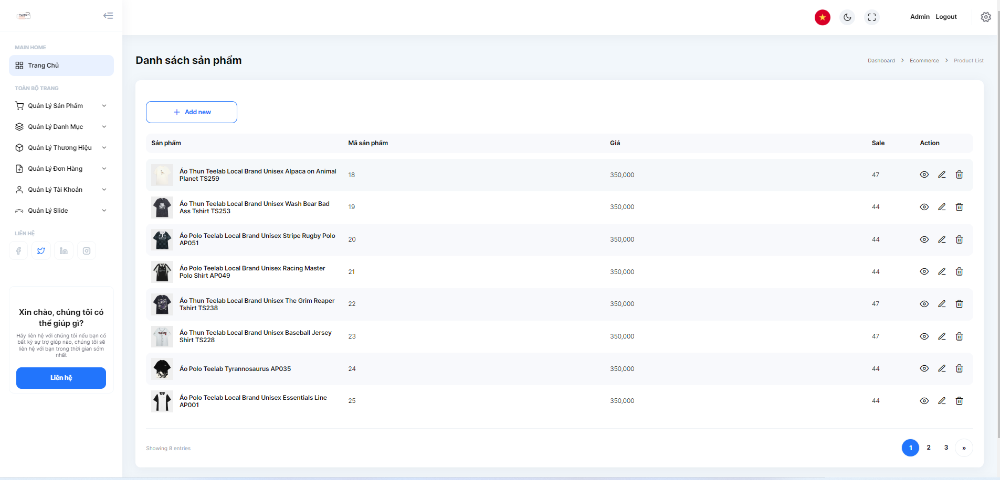 FASHION
Admin Logout
MAIN HOME
Trang Chủ
TOÀN BỘ TRANG
Quản Lý Sản Phẩm
Quản Lý Danh Mục
Quản Lý Thương Hiệu
Quản Lý Đơn Hàng
Quản Lý Tài Khoản
Quản Lý Slide
LIÊN HỆ
Xin chào, chúng tôi có
thể giúp gì?
Hãy liên hệ với chúng tôi nếu bạn có
bất kỳ sự trợ giúp nào, chúng tôi sẽ
liên hệ với bạn trong thời gian sớm
nhất
Liên hệ
Danh sách sản phẩm
Dashboard > Ecommerce > Product List
+ Add new
Sản phẩm Mã sản phẩm Giá Sale Action
Áo Thun Teelab Local Brand Unisex Alpaca on Animal
Planet TS259
18 350,000 47
Áo Thun Teelab Local Brand Unisex Wash Bear Bad
Ass Tshirt TS253
19 350,000 44
Áo Polo Teelab Local Brand Unisex Stripe Rugby Polo
AP051
20 350,000 44
Áo Polo Teelab Local Brand Unisex Racing Master
Polo Shirt AP049
21 350,000 44
Áo Thun Teelab Local Brand Unisex The Grim Reaper
Tshirt TS238
22 350,000 47
Áo Thun Teelab Local Brand Unisex Baseball Jersey
Shirt TS228
23 350,000 47
Áo Polo Teelab Tyrannosaurus AP035 24 350,000 44
Áo Polo Teelab Local Brand Unisex Essentials Line
AP001
25 350,000 44
Showing 8 entries
1 2 3 »